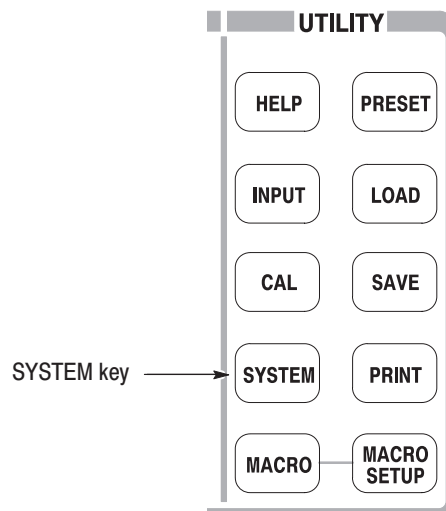 UTILITY
HELP PRESET
INPUT LOAD
CAL SAVE
SYSTEM key SYSTEM PRINT
MACRO MACRO
SETUP